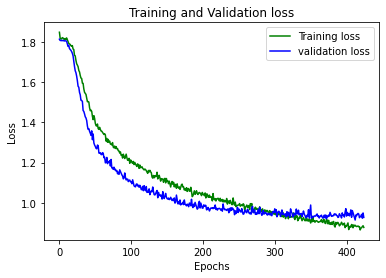 Training and Validation loss
Training loss
validation loss
1.8
1.6
1.4
1.2
1.0
Loss
0
100
200
300
400
Epochs